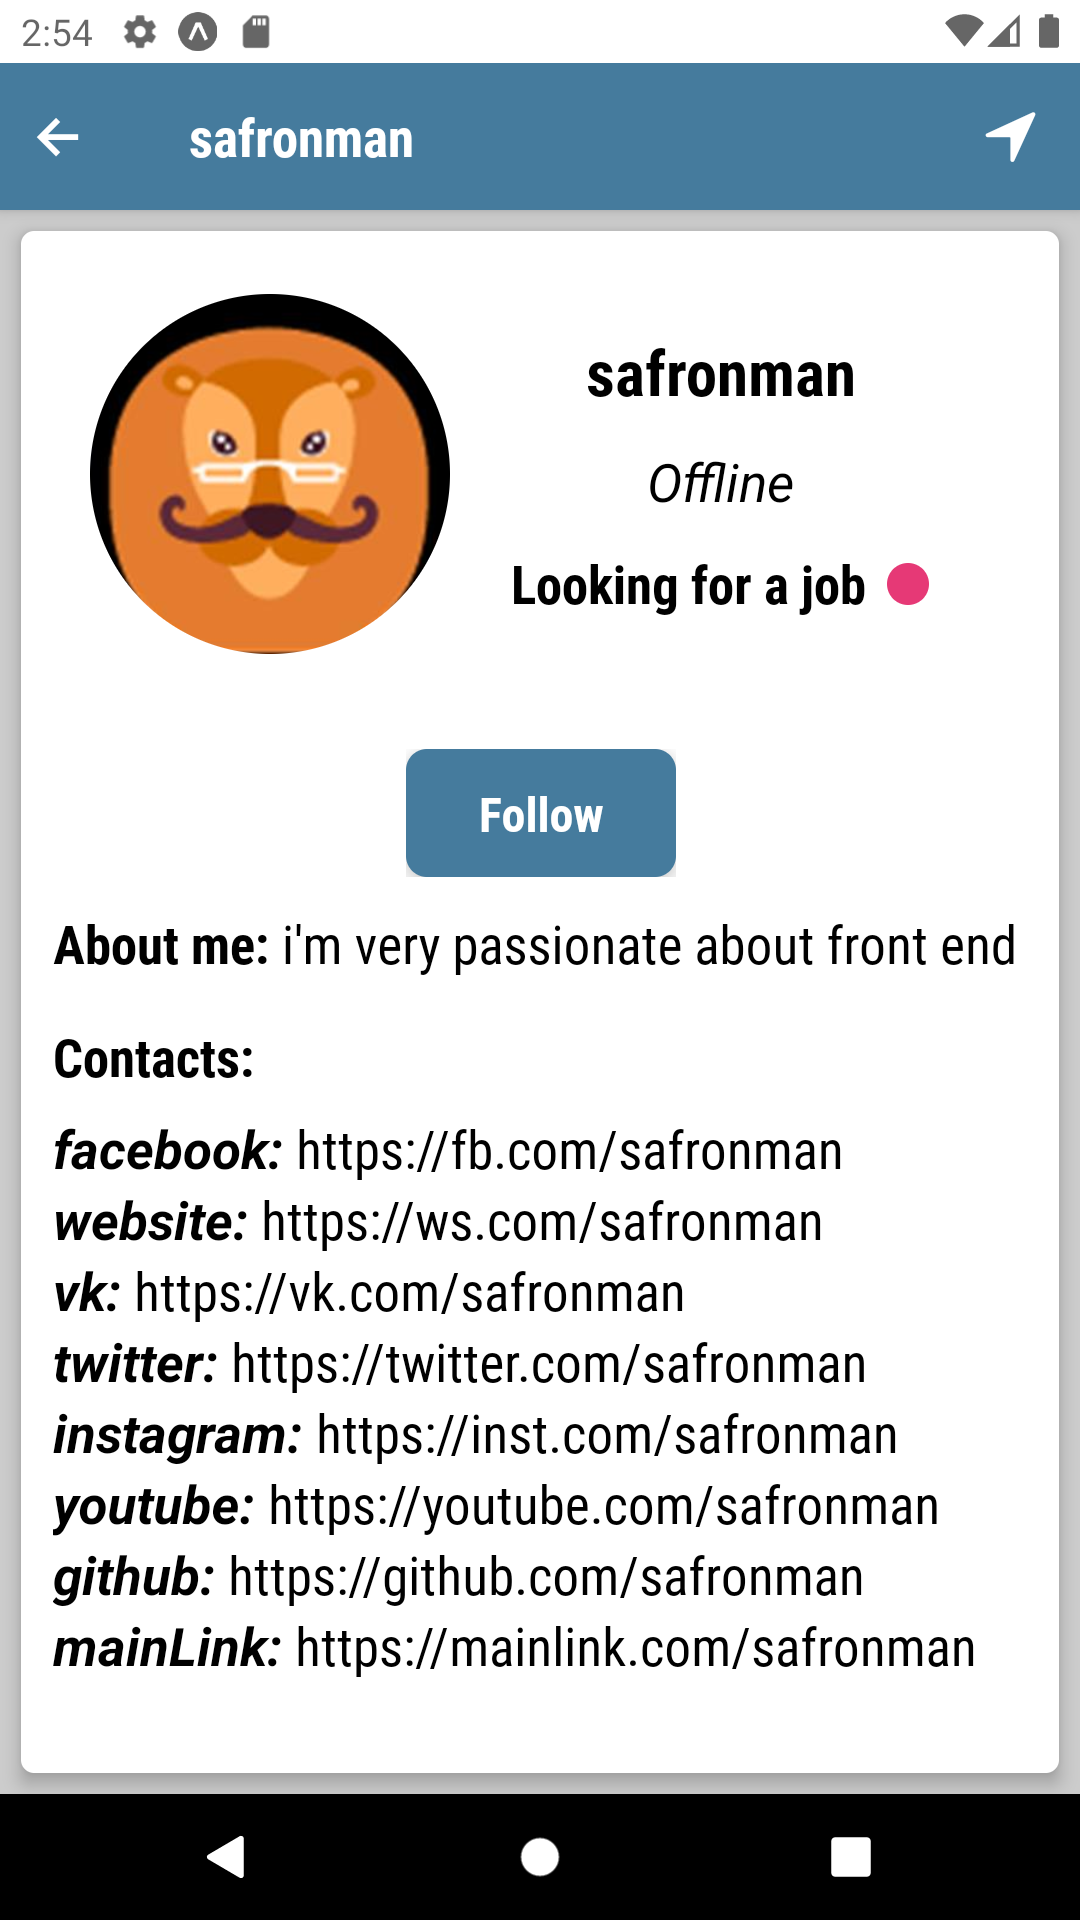 2:54
safronman
safronman
Offline
Looking for a job
Follow
About me: i'm very passionate about front end
Contacts:
facebook: https://fb.com/safronman
website: https://ws.com/safronman
vk: https://vk.com/safronman
twitter: https://twitter.com/safronman
instagram: https://inst.com/safronman
youtube: https://youtube.com/safronman
github: https://github.com/safronman
mainLink: https://mainlink.com/safronman